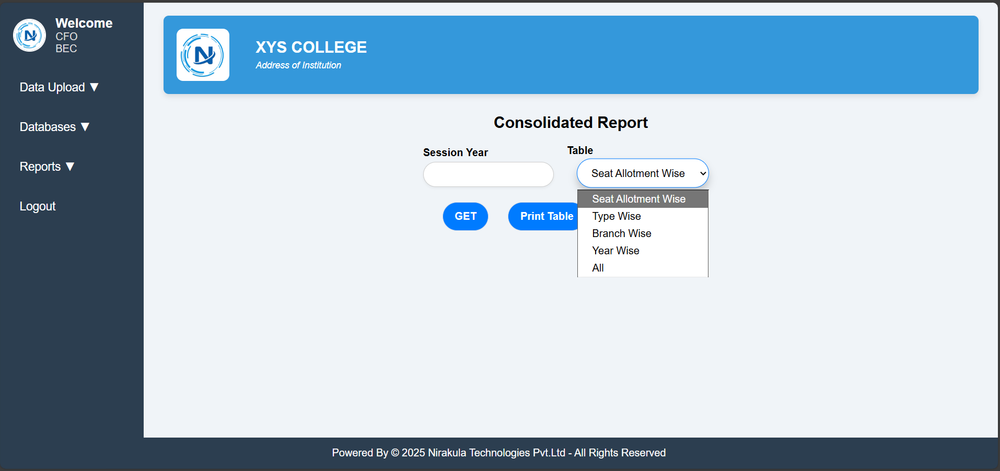 Welcome
CFO
BEC
Data Upload ▼
Databases ▼
Reports ▼
Logout
N
N
XYS COLLEGE
Address of Institution
Consolidated Report
Session Year
Table
Seat Allotment Wise
Seat Allotment Wise
Type Wise
Branch Wise
Year Wise
All
GET
Print Table
Powered By © 2025 Nirakula Technologies Pvt.Ltd - All Rights Reserved